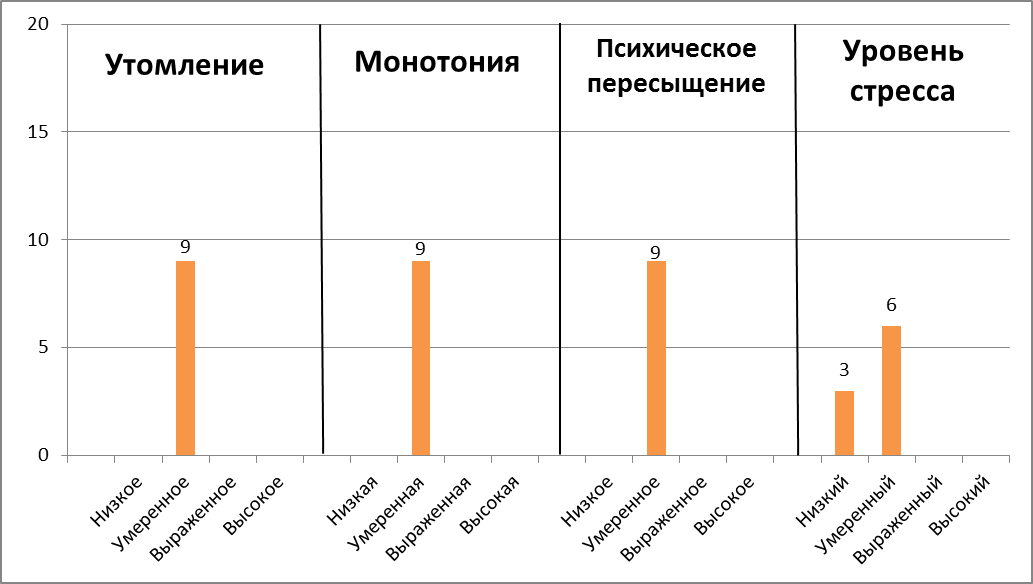 20
15
10
5
0
Утомление
Монотония
Психическое
пересыщение
Уровень
стресса
9
9
9
3
6
Низкое
Умеренное
Выраженное
Высокое
Низкая
Умеренная
Выраженная
Высокая
Низкое
Умеренное
Выраженное
Высокое
Низкий
Умеренный
Выраженный
Высокий